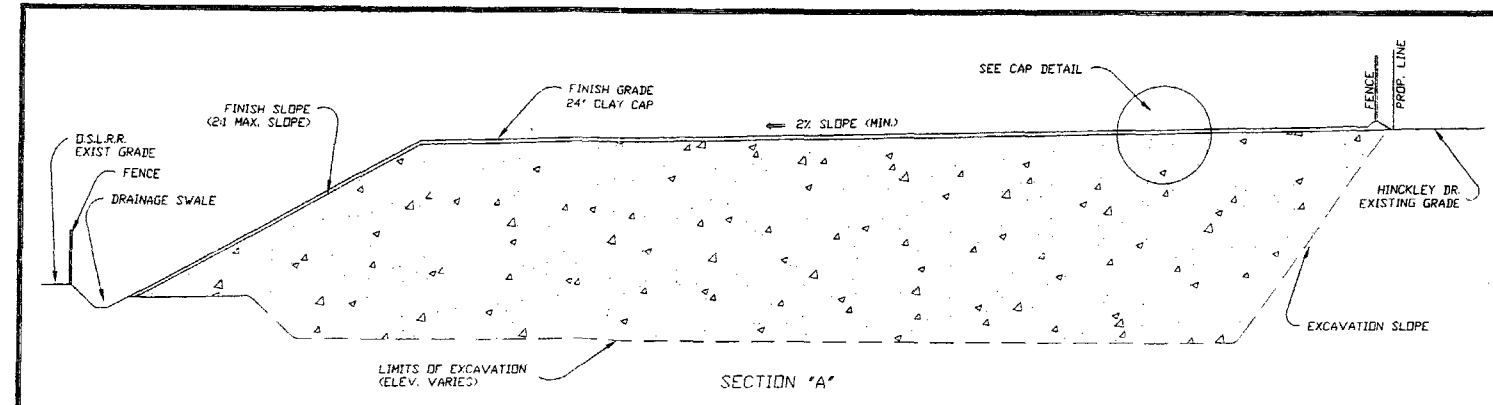 SEE CAP DETAIL
FENCE
PROP. LINE
FINISH GRADE
24" CLAY CAP
FINISH SLOPE
(2:1 MAX. SLOPE)
⇐ 2% SLOPE (MIN.)
O.S.L.R.R.
EXIST GRADE
FENCE
DRAINAGE SWALE
HINCKLEY DR.
EXISTING GRADE
EXCAVATION SLOPE
LIMITS OF EXCAVATION
(ELEV. VARIES)
SECTION "A"